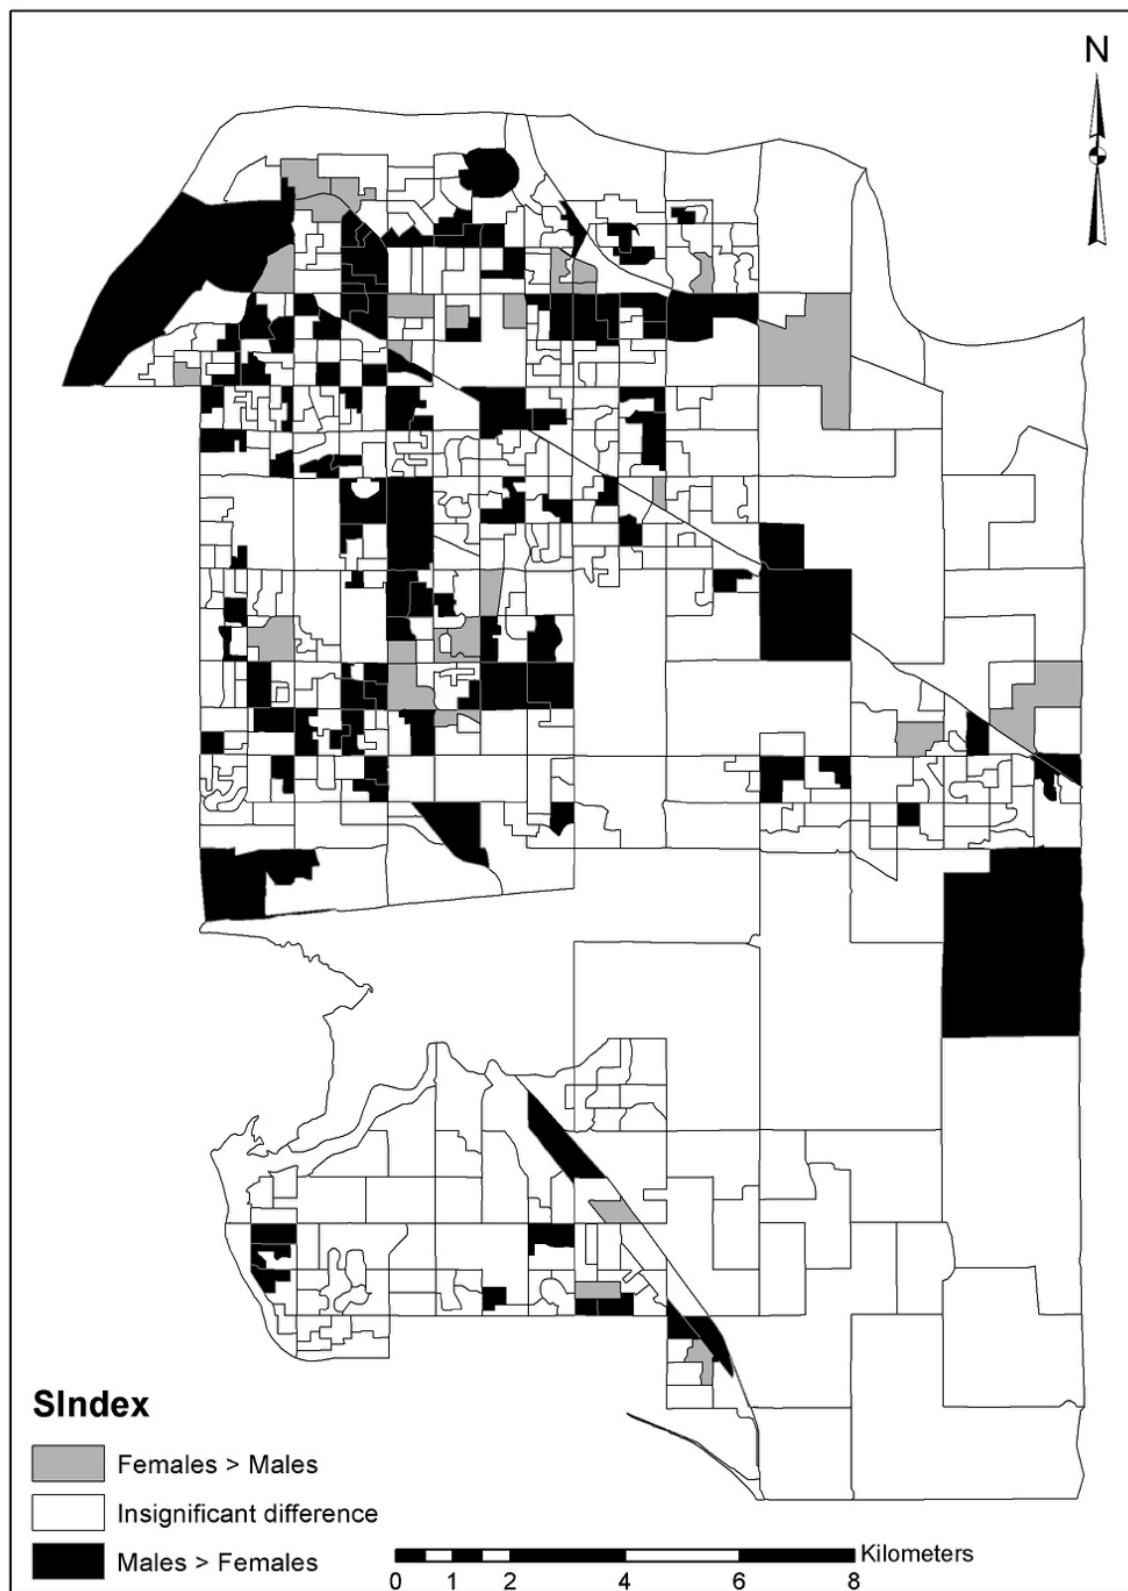 N
SIndex
Females > Males
Insignificant difference
Males > Females
Kilometers
0 1 2 4 6 8